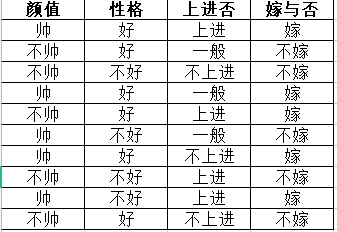 颜值 性格 上进否 嫁与否
帅 好 上进 嫁
不帅 好 一般 不嫁
不帅 不好 不上进 不嫁
帅 好 一般 嫁
不帅 好 上进 嫁
帅 不好 一般 不嫁
帅 好 不上进 嫁
不帅 不好 上进 不嫁
帅 不好 上进 嫁
不帅 好 不上进 不嫁